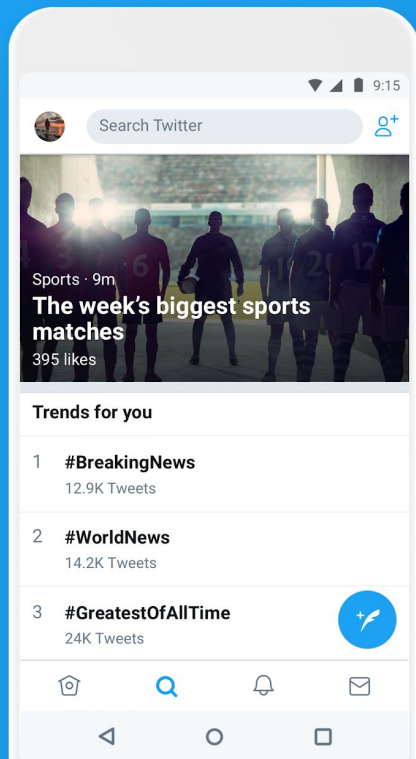 9:15
Search Twitter
Sports · 9m
The week's biggest sports
matches
395 likes
Trends for you
1 #BreakingNews
12.9K Tweets
2 #WorldNews
14.2K Tweets
3 #GreatestOfAllTime
24K Tweets